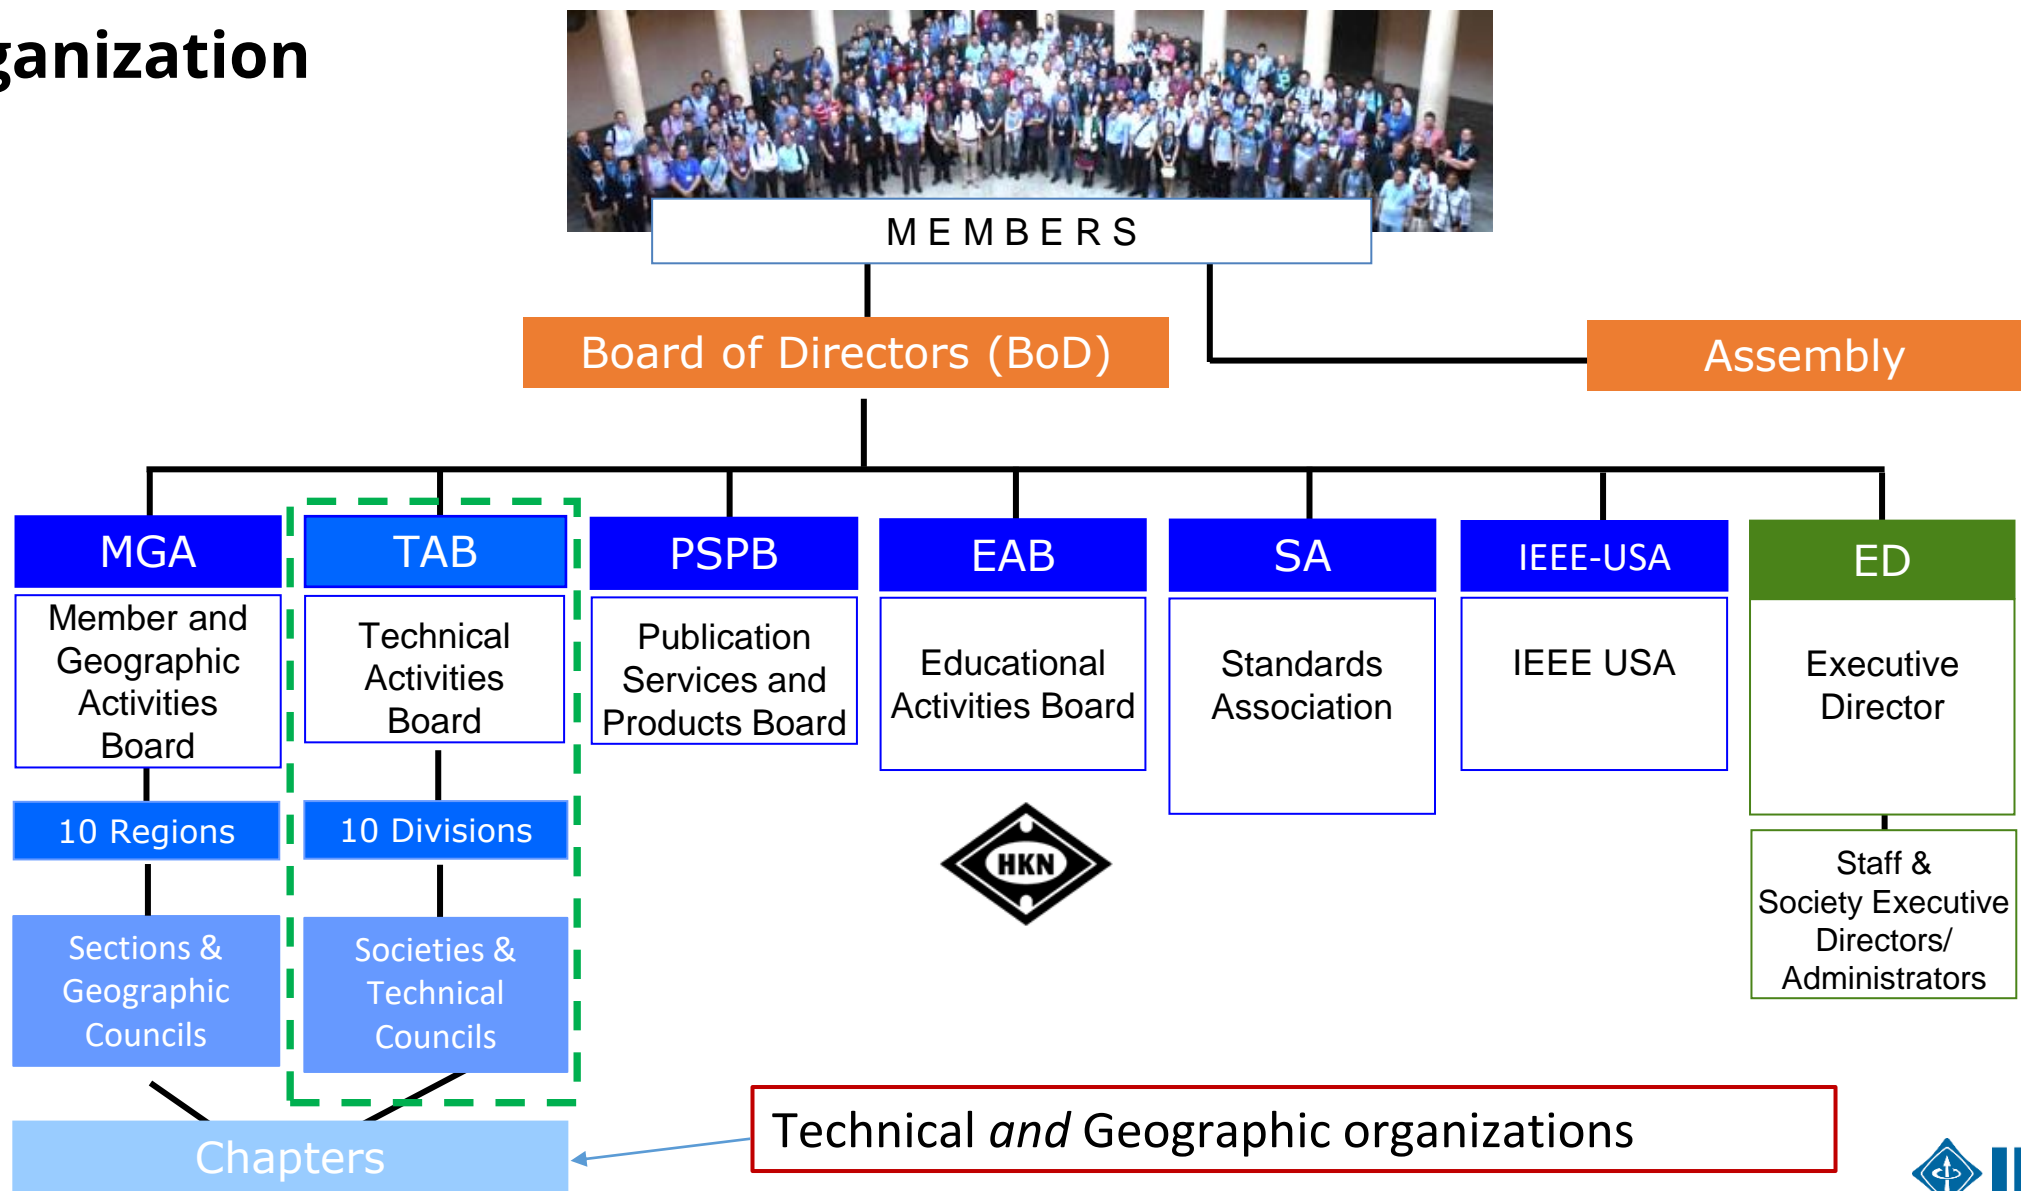 ganization
MEMBERS
Board of Directors (BoD)
Assembly
MGA
Member and
Geographic
Activities
Board
10 Regions
Sections &
Geographic
Councils
TAB
Technical
Activities
Board
10 Divisions
Societies &
Technical
Councils
Chapters
PSPB
Publication
Services and
Products Board
EAB
Educational
Activities Board
HKN
SA
Standards
Association
IEEE-USA
IEEE USA
ED
Executive
Director
Staff &
Society Executive
Directors/
Administrators
Technical and Geographic organizations